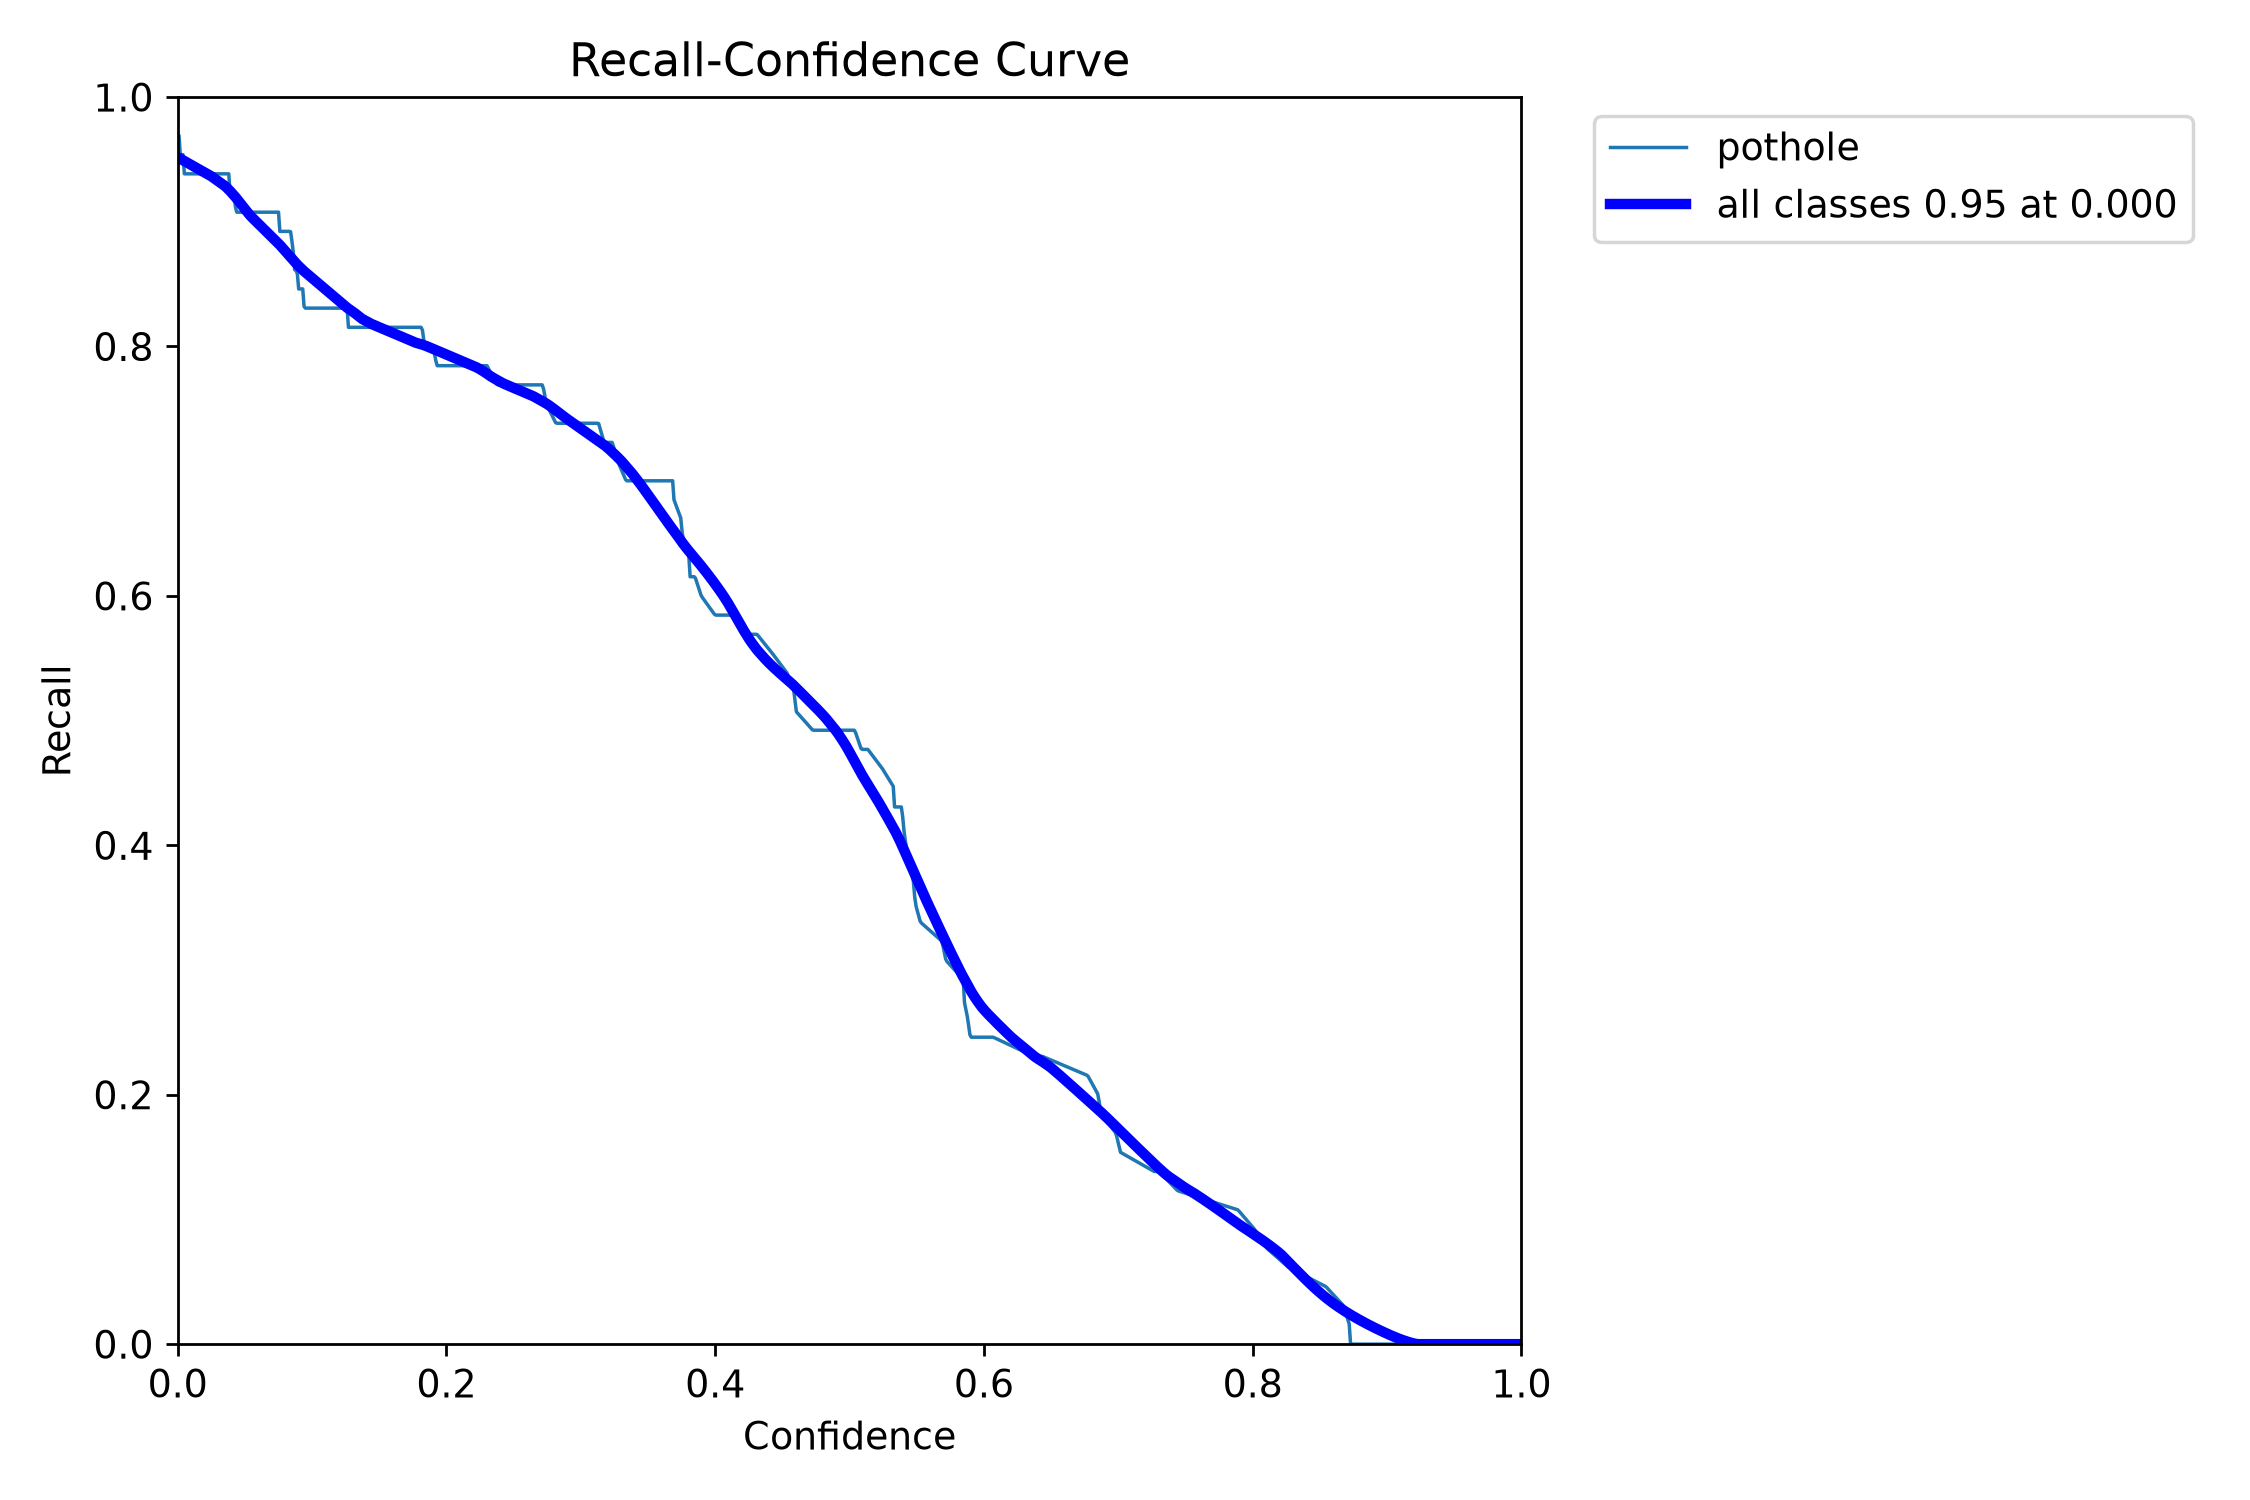 Recall-Confidence Curve
pothole
all classes 0.95 at 0.000
Recall
1.0
0.8
0.6
0.4
0.2
0.0
0.0 0.2 0.4 0.6 0.8 1.0
Confidence